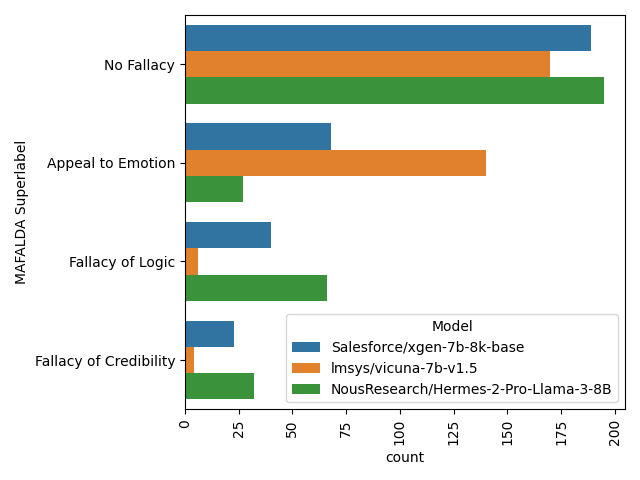 No Fallacy
Appeal to Emotion
Fallacy of Logic
Fallacy of Credibility
MAFALDA Superlabel
Model
Salesforce/xgen-7b-8k-base
lmsys/vicuna-7b-v1.5
NousResearch/Hermes-2-Pro-Llama-3-8B
0
25
50
75
100
125
150
175
200
count